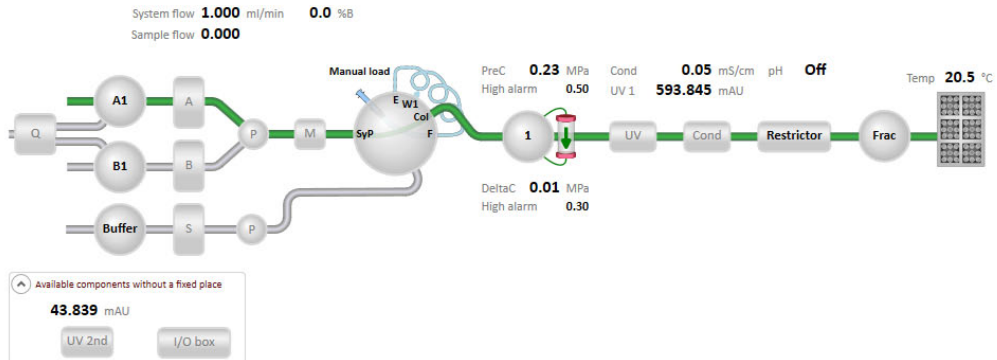 System flow 1.000 ml/min 0.0 %B
Sample flow 0.000
Manual load
PreC 0.23 MPa Cond 0.05 mS/cm pH Off
High alarm 0.50 UV 1 593.845 mAU
Temp 20.5 °C
A1 A
E W1
Col
Q P M SyP F 1 UV Cond Restrictor Frac
B1 B
DeltaC 0.01 MPa
High alarm 0.30
Buffer S P
Available components without a fixed place
43.839 mAU
UV 2nd I/O box